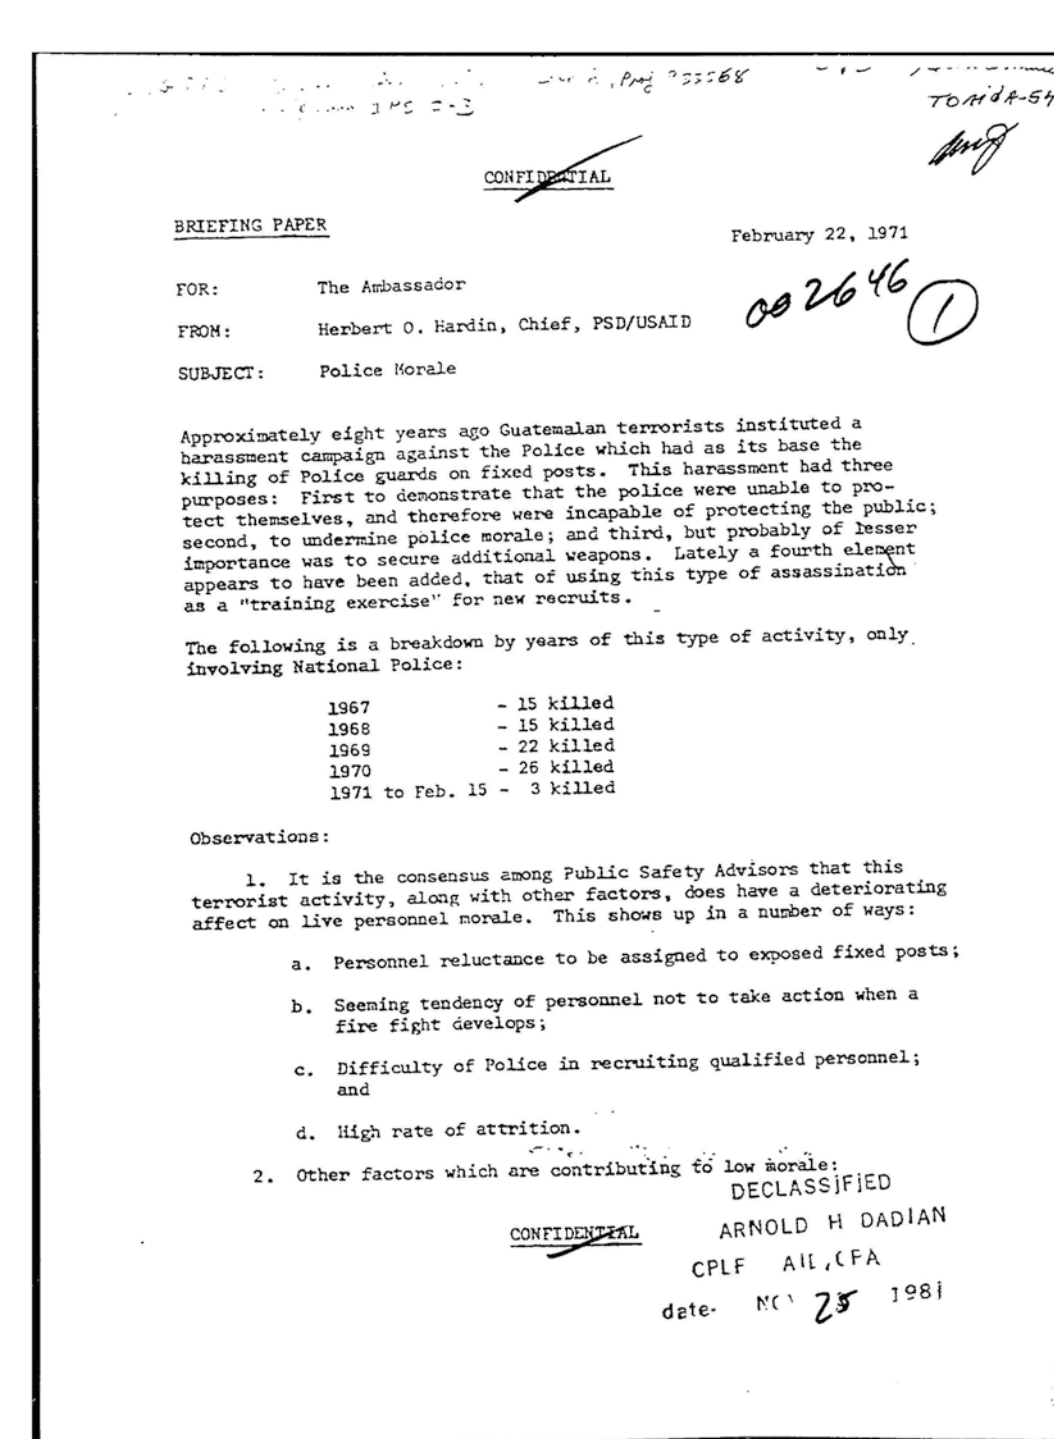 , Proj
TONIdA-54
CONFIDENTIAL
BRIEFING PAPER
February 22, 1971
002646
1
FOR: The Ambassador
FROM: Herbert O. Hardin, Chief, PSD/USAID
SUBJECT: Police Morale
Approximately eight years ago Guatemalan terrorists instituted a
harassment campaign against the Police which had as its base the
killing of Police guards on fixed posts. This harassment had three
purposes: First to demonstrate that the police were unable to pro-
tect themselves, and therefore were incapable of protecting the public;
second, to undermine police morale; and third, but probably of lesser
importance was to secure additional weapons. Lately a fourth element
appears to have been added, that of using this type of assassination
as a "training exercise" for new recruits.
The following is a breakdown by years of this type of activity, only
involving National Police:
1967 - 15 killed
1968 - 15 killed
1969 - 22 killed
1970 - 26 killed
1971 to Feb. 15 - 3 killed
Observations:
1. It is the consensus among Public Safety Advisors that this
terrorist activity, along with other factors, does have a deteriorating
affect on live personnel morale. This shows up in a number of ways:
a. Personnel reluctance to be assigned to exposed fixed posts;
b. Seeming tendency of personnel not to take action when a
fire fight develops;
c. Difficulty of Police in recruiting qualified personnel;
and
d. High rate of attrition.
2. Other factors which are contributing to low morale:
DECLASSIFIED
CONFIDENTIAL
ARNOLD H DADIAN
CPLF
date- 25 1981